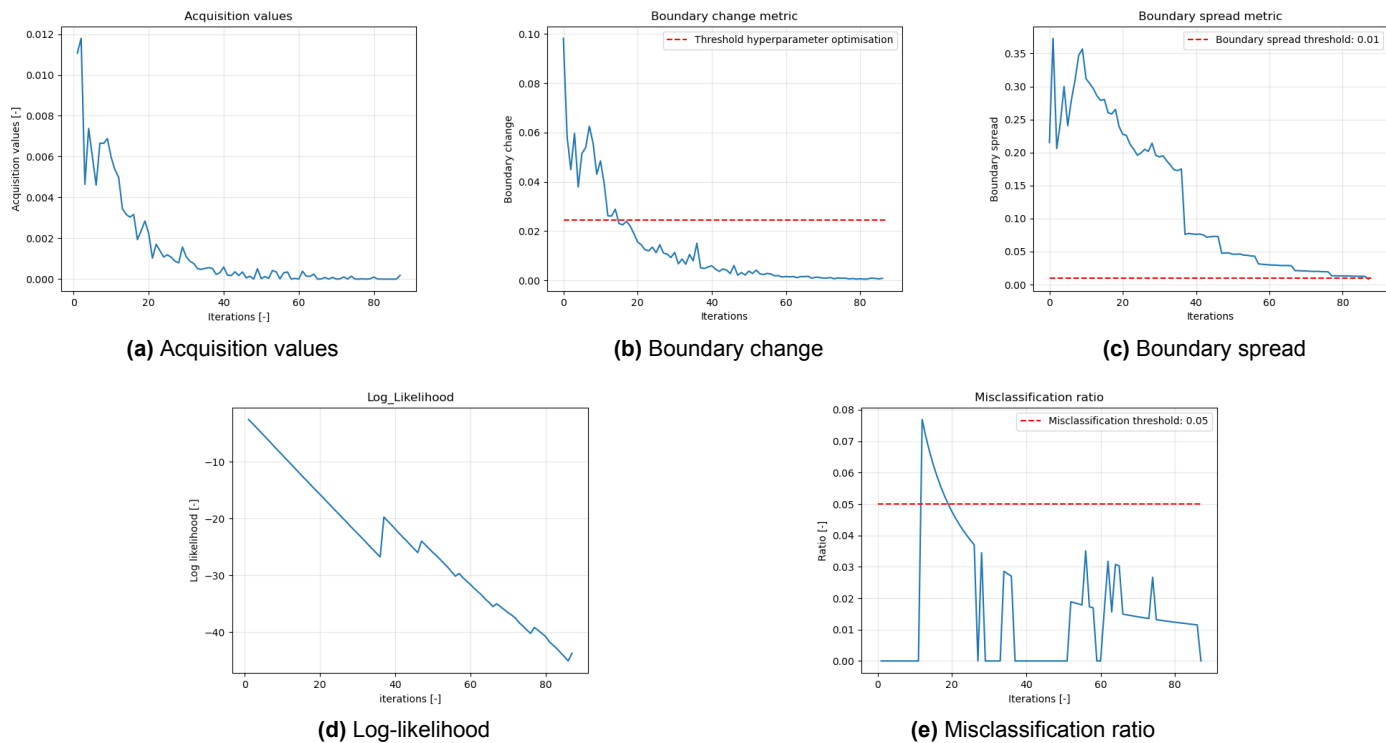 Acquisition values
0.012
0.010
0.008
0.006
0.004
0.002
0.000
Acquisition values [-]
0
20
40
60
80
Iterations [-]
(a) Acquisition values
Boundary change metric
Threshold hyperparameter optimisation
0.10
0.08
0.06
0.04
0.02
0.00
Boundary change
0
20
40
60
80
Iterations
(b) Boundary change
Boundary spread metric
Boundary spread threshold: 0.01
0.35
0.30
0.25
0.20
0.15
0.10
0.05
0.00
Boundary spread
0
20
40
60
80
Iterations
(c) Boundary spread
Log_Likelihood
−10
−20
−30
−40
Log likelihood [-]
0
20
40
60
80
iterations [-]
(d) Log-likelihood
Misclassification ratio
Misclassification threshold: 0.05
0.08
0.07
0.06
0.05
0.04
0.03
0.02
0.01
0.00
Ratio [-]
0
20
40
60
80
Iterations [-]
(e) Misclassification ratio